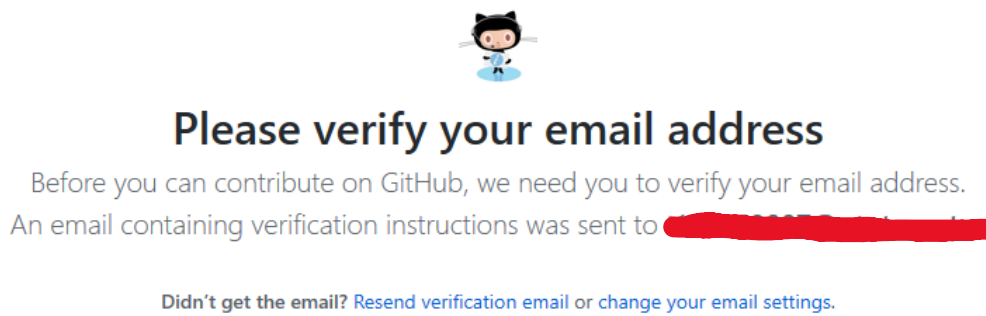 Please verify your email address
Before you can contribute on GitHub, we need you to verify your email address.
An email containing verification instructions was sent to
Didn't get the email? Resend verification email or change your email settings.